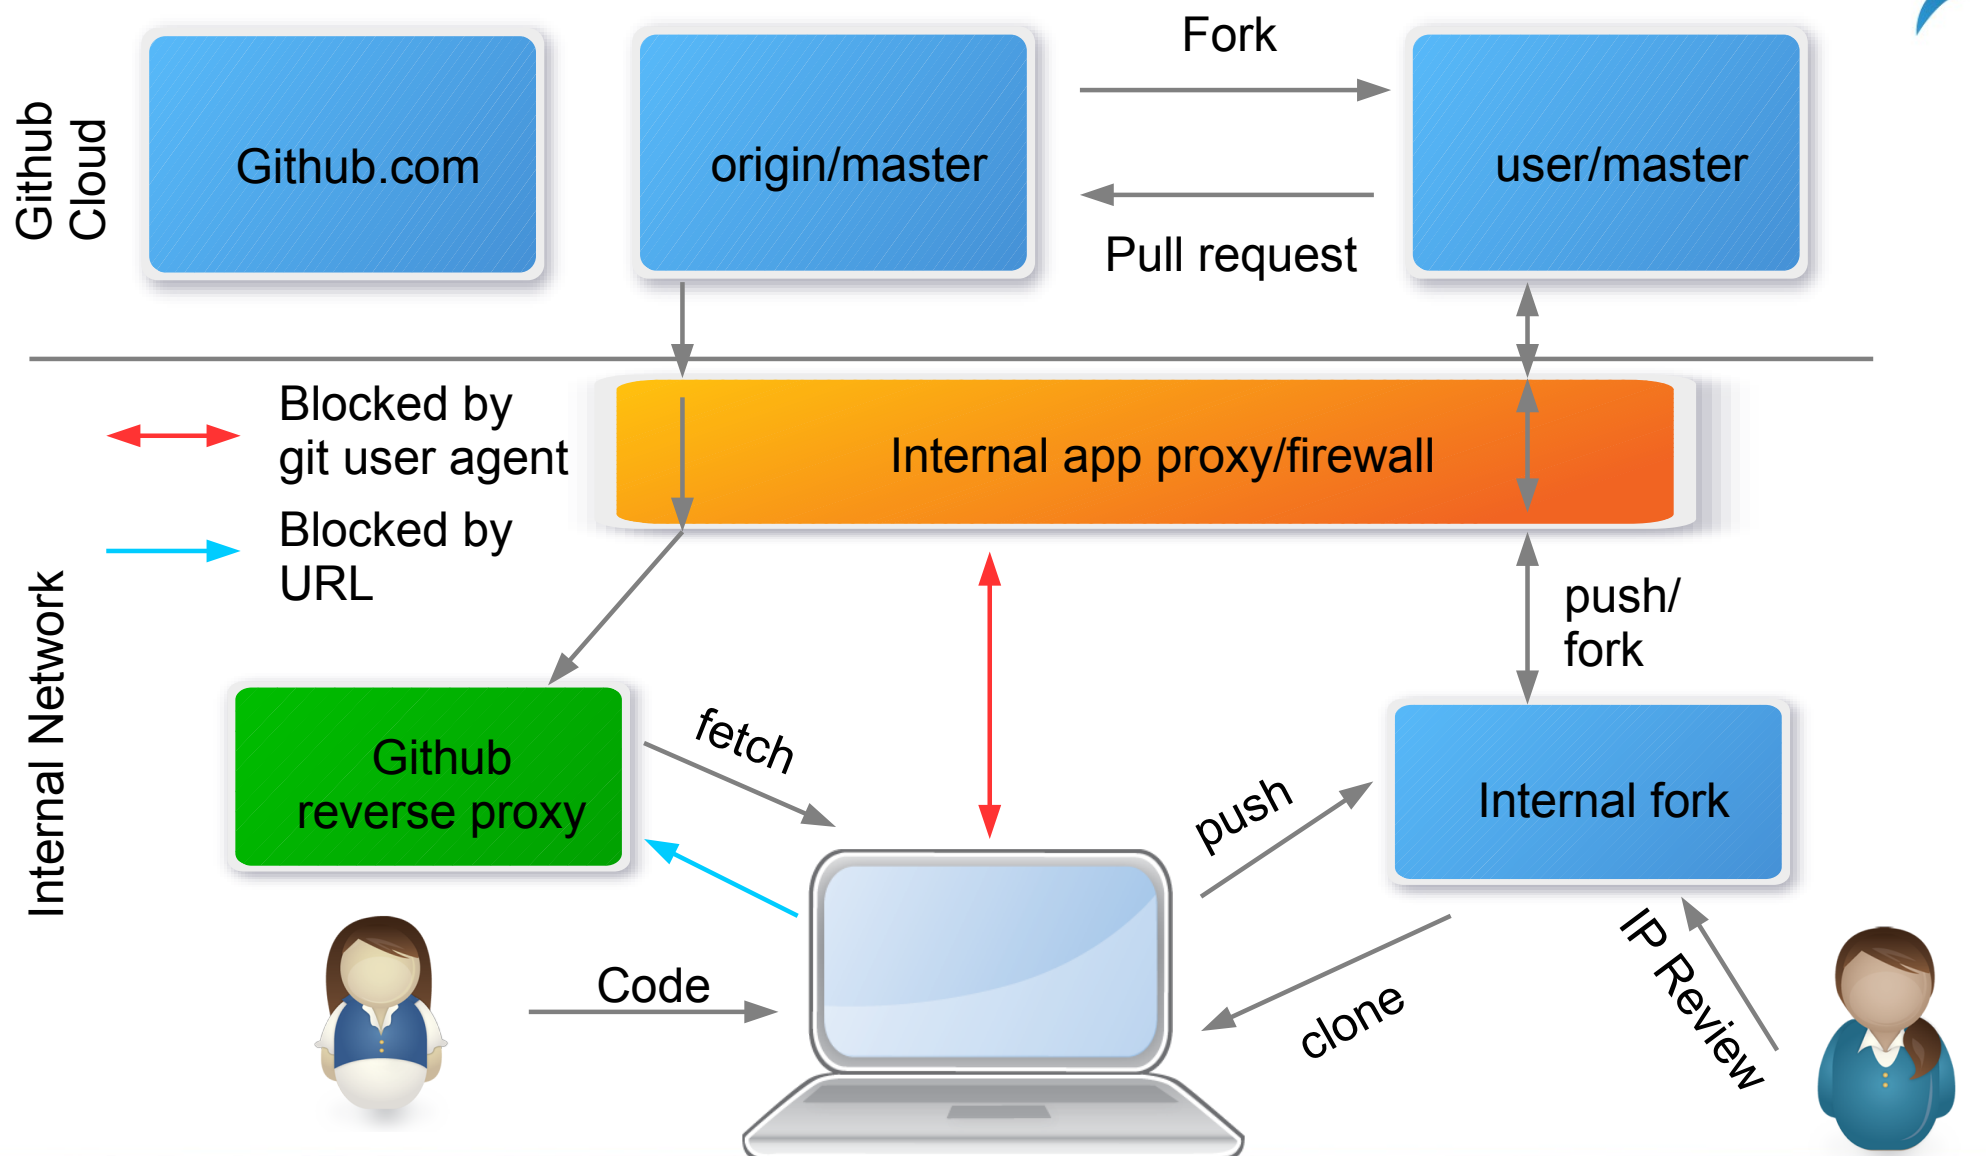 Github
Cloud
Github.com
origin/master
Fork
Pull request
user/master
Internal Network
Blocked by
git user agent
Blocked by
URL
Internal app proxy/firewall
push/
fork
Github
reverse proxy
fetch
push
Internal fork
Code
clone
IP Review